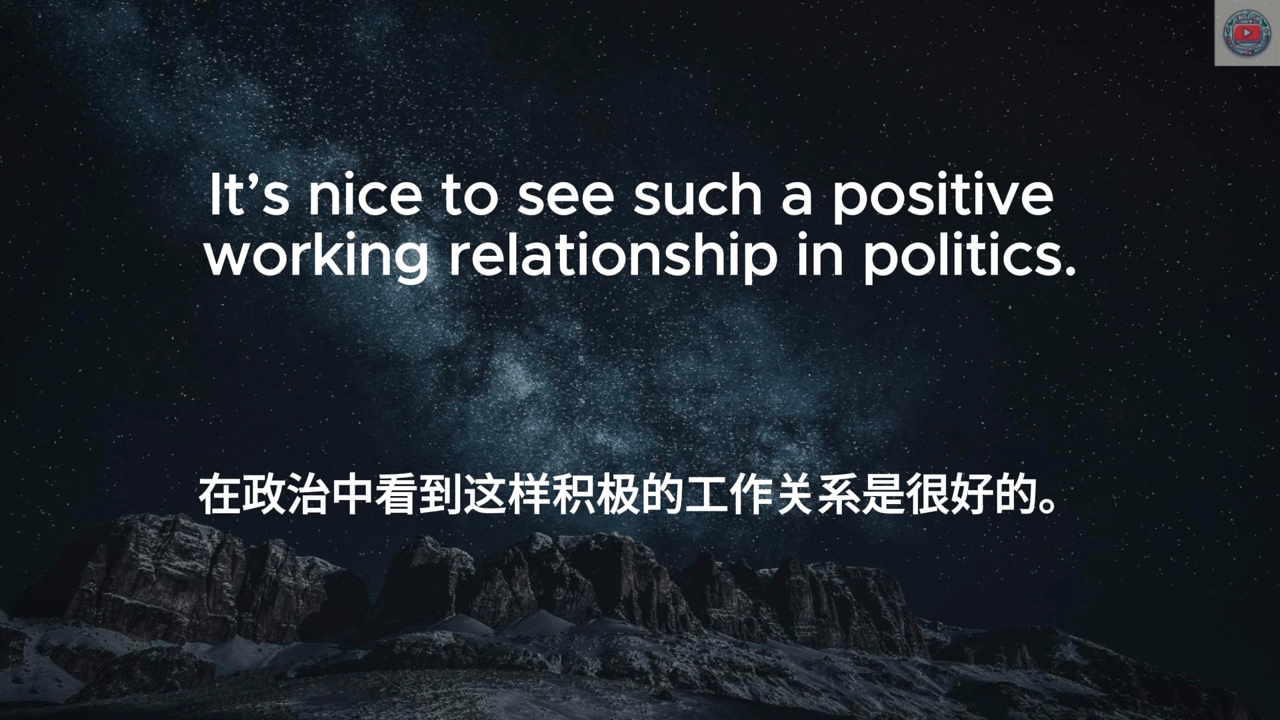 It’s nice to see such a positive
working relationship in politics.
在政治中看到这样积极的工作关系是很好的。